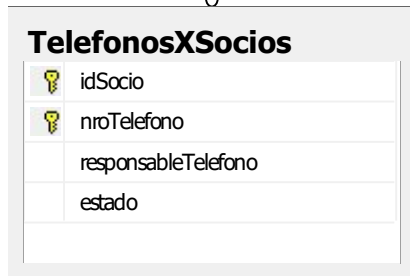 TelefonosXSocios
idSocio
nroTelefono
responsableTelefono
estado